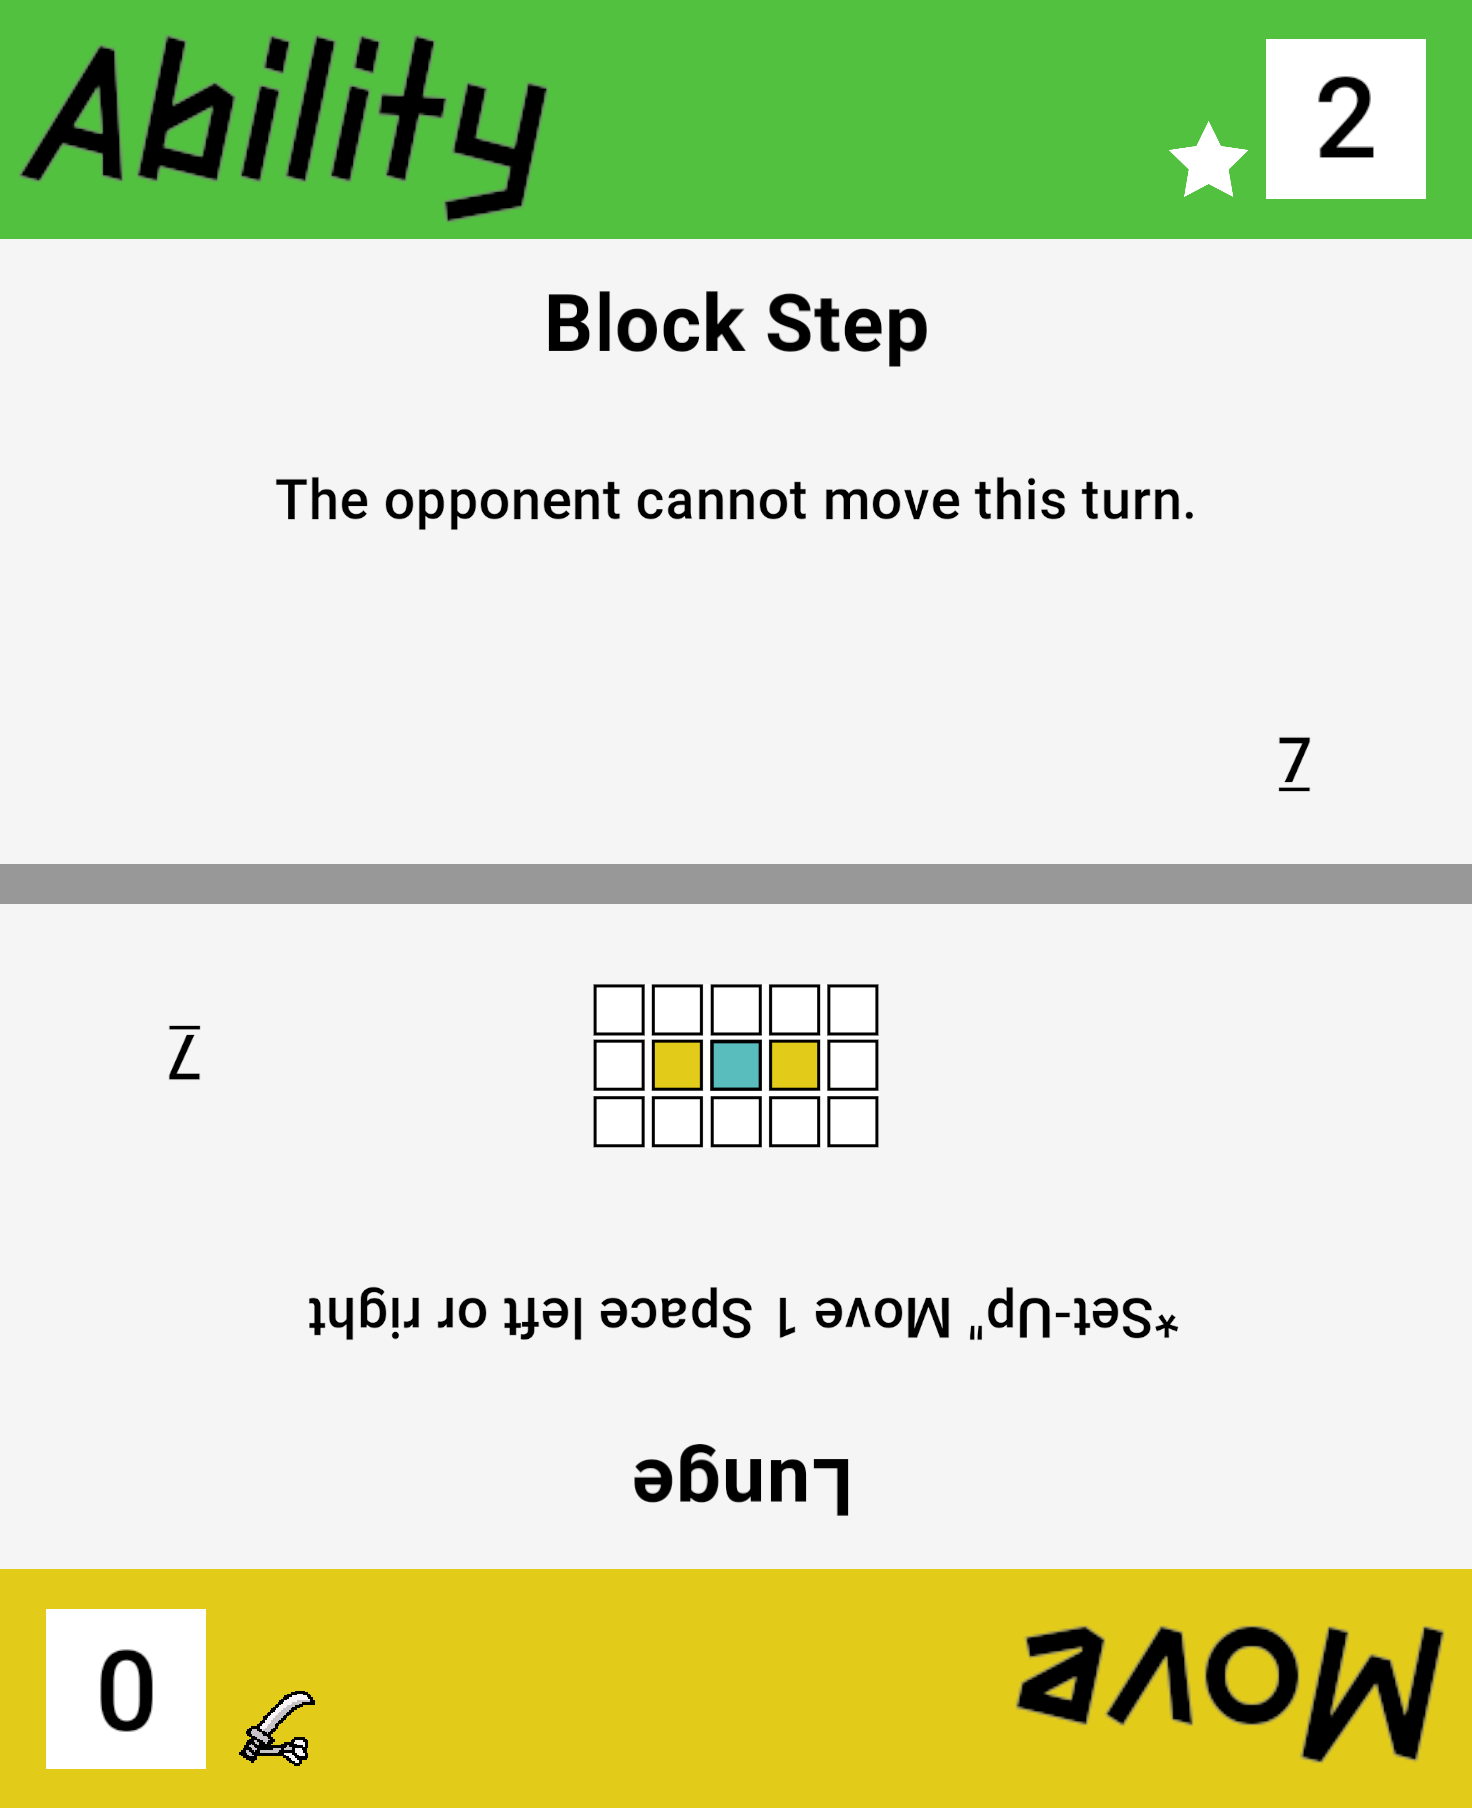 Ability
2
Block Step
The opponent cannot move this turn.
7
7
*Set-Up" Move 1 Space left or right
Lunge
0
Move